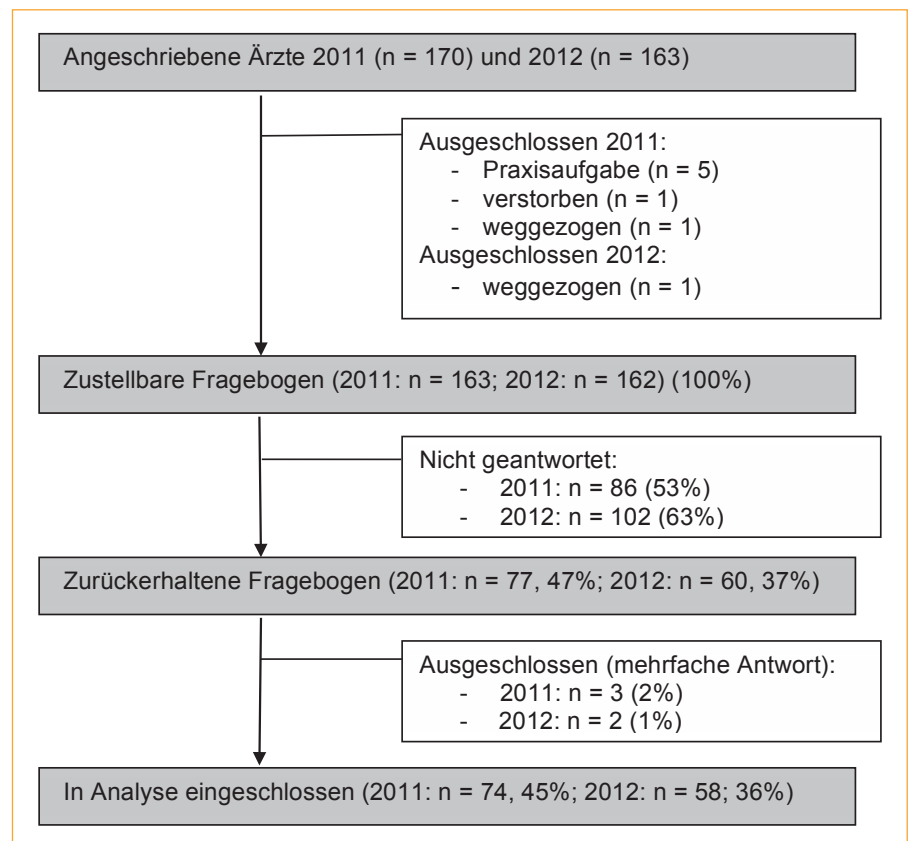 Angeschriebene Ärzte 2011 (n = 170) und 2012 (n = 163)
Ausgeschlossen 2011:
- Praxisaufgabe (n = 5)
- verstorben (n = 1)
- weggezogen (n = 1)
Ausgeschlossen 2012:
- weggezogen (n = 1)
Zustellbare Fragebogen (2011: n = 163; 2012: n = 162) (100%)
Nicht geantwortet:
- 2011: n = 86 (53%)
- 2012: n = 102 (63%)
Zurückerhaltene Fragebogen (2011: n = 77, 47%; 2012: n = 60, 37%)
Ausgeschlossen (mehrfache Antwort):
- 2011: n = 3 (2%)
- 2012: n = 2 (1%)
In Analyse eingeschlossen (2011: n = 74, 45%; 2012: n = 58; 36%)